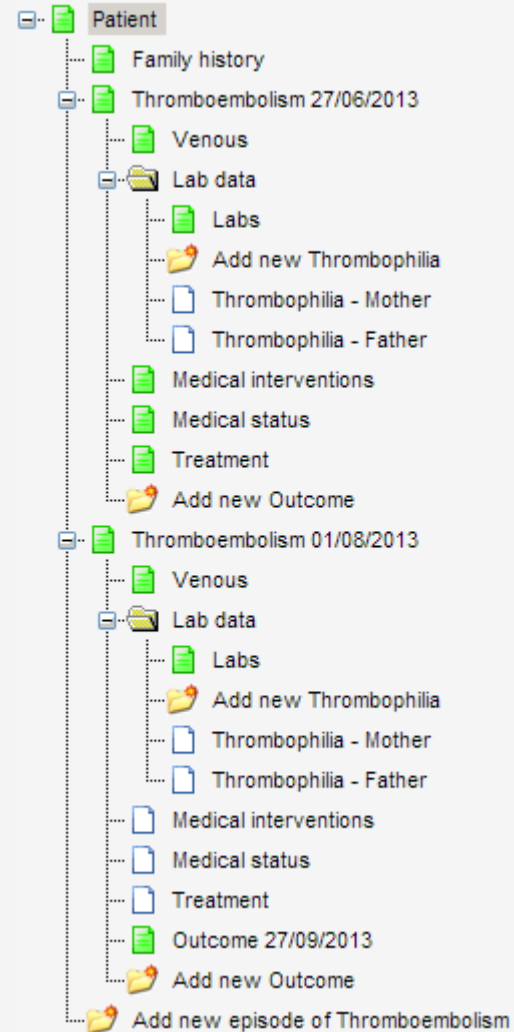 Patient
Family history
Thromboembolism 27/06/2013
Venous
Lab data
Labs
Add new Thrombophilia
Thrombophilia - Mother
Thrombophilia - Father
Medical interventions
Medical status
Treatment
Add new Outcome
Thromboembolism 01/08/2013
Venous
Lab data
Labs
Add new Thrombophilia
Thrombophilia - Mother
Thrombophilia - Father
Medical interventions
Medical status
Treatment
Outcome 27/09/2013
Add new Outcome
Add new episode of Thromboembolism